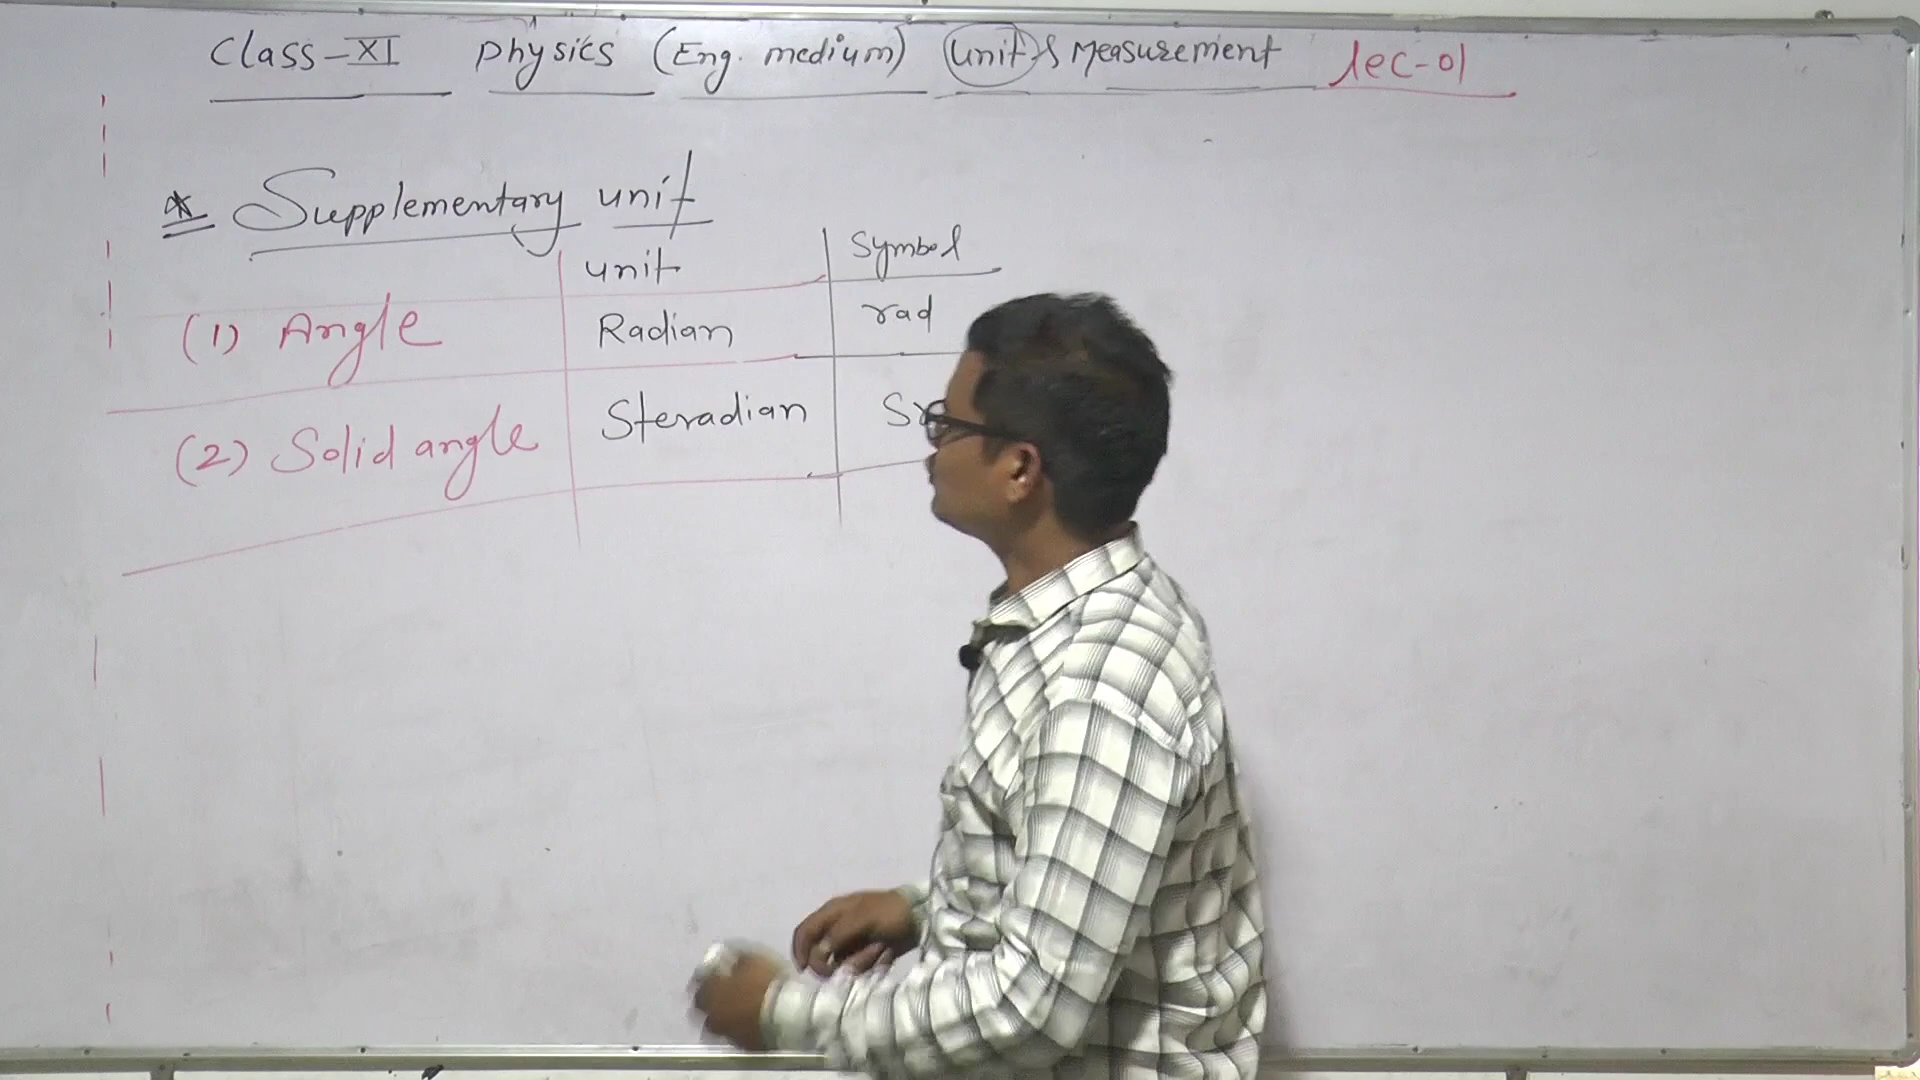 Class-XI Physics (Eng. medium) Unit & Measurement Lec-01
* Supplementary unit
unit Symbol
(1) Angle Radian rad
(2) Solid angle Steradian